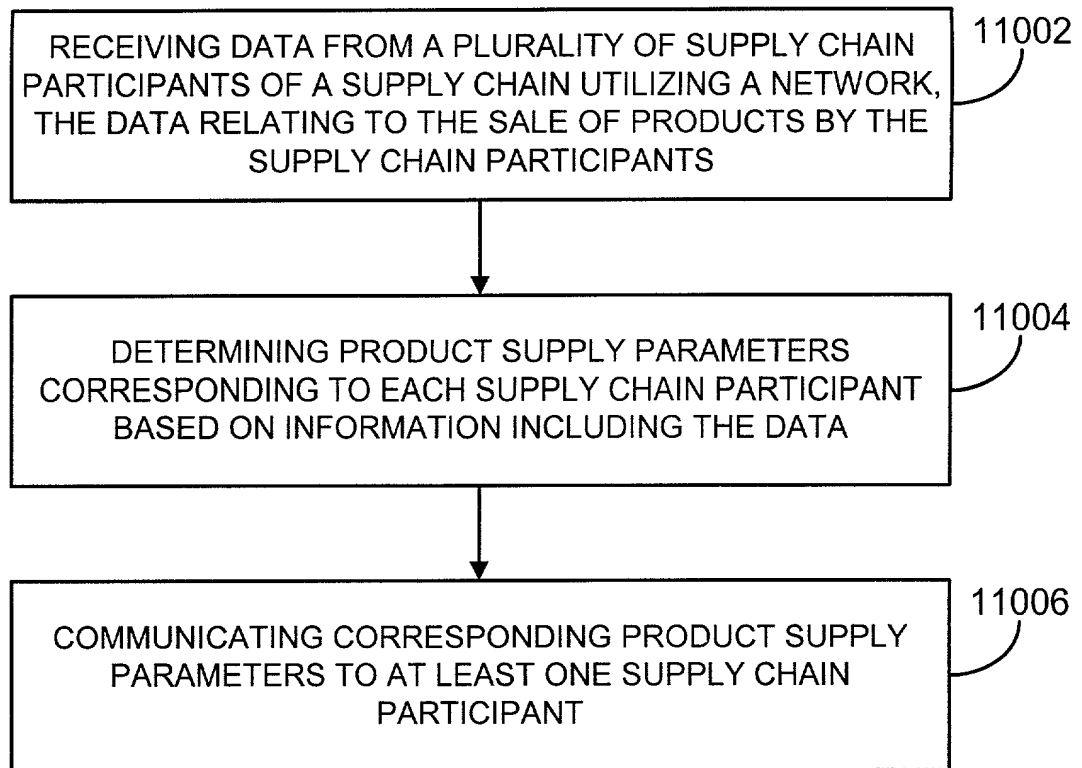 RECEIVING DATA FROM A PLURALITY OF SUPPLY CHAIN
PARTICIPANTS OF A SUPPLY CHAIN UTILIZING A NETWORK,
THE DATA RELATING TO THE SALE OF PRODUCTS BY THE
SUPPLY CHAIN PARTICIPANTS
11002
DETERMINING PRODUCT SUPPLY PARAMETERS
CORRESPONDING TO EACH SUPPLY CHAIN PARTICIPANT
BASED ON INFORMATION INCLUDING THE DATA
11004
COMMUNICATING CORRESPONDING PRODUCT SUPPLY
PARAMETERS TO AT LEAST ONE SUPPLY CHAIN
PARTICIPANT
11006